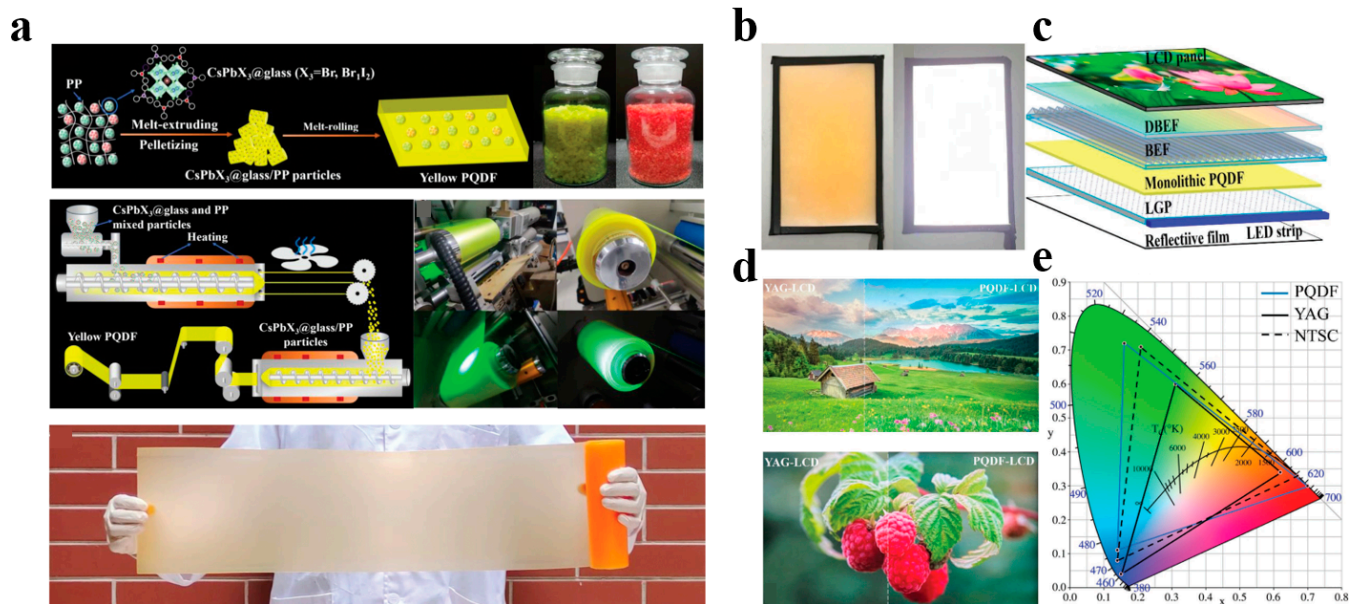 a
PP
CsPbX₃@glass (X₃=Br, Br₁I₂)
Melt-extruding
Pelletizing
Melt-rolling
CsPbX₃@glass/PP particles
Yellow PQDF
CsPbX₃@glass and PP
mixed particles
Heating
Yellow PQDF
CsPbX₃@glass/PP
particles
b
c
LCD panel
DBEF
BEF
Monolithic PQDF
LGP
Reflectiive film
LED strip
d
YAG-LCD
PQDF-LCD
YAG-LCD
PQDF-LCD
e
0.9
0.8
0.7
0.6
0.5
y
0.4
0.3
0.2
0.1
0.0
0.0 0.1 0.2 0.3 0.4 0.5 0.6 0.7 0.8
x
PQDF
YAG
NTSC
520
540
560
580
600
620
700
500
490
480
470
460
380
6000
4000
3000
2000
1500